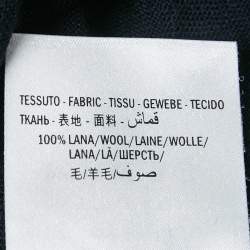 TESSUTO - FABRIC - TISSU - GEWEBE - TECIDO
ТКАНЬ - 表地 - 面料 - قماش
100% LANA/WOOL/LAINE/WOLLE/
LANA/LÃ/ШЕРСТЬ/
毛/羊毛/صوف